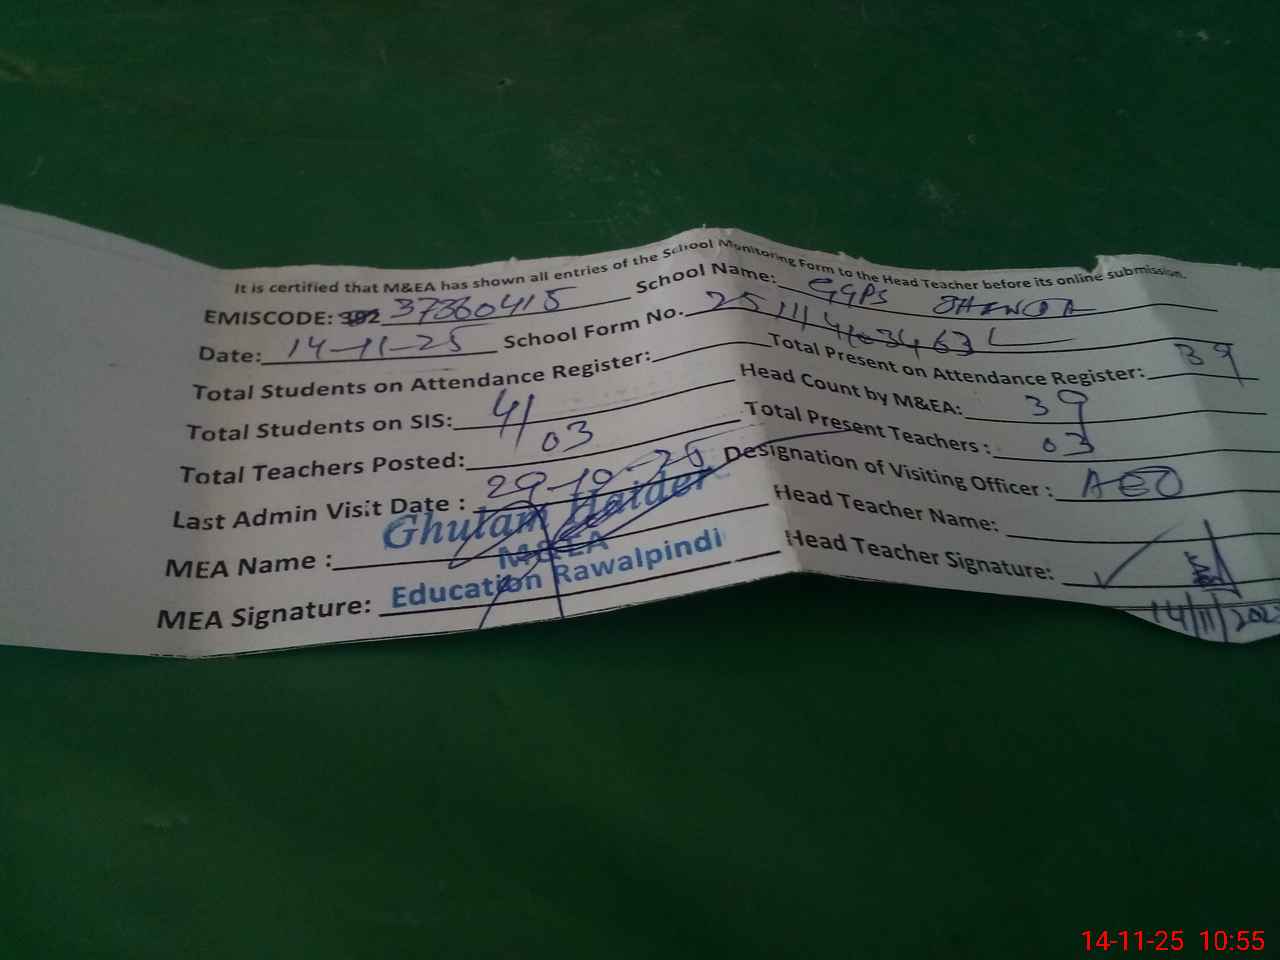 It is certified that M&EA has shown all entries of the School Monitoring Form to the Head Teacher before its online submission.
EMISCODE: 37360415 School Name: GGPS
Date: 14-11-25 School Form No.
Total Students on Attendance Register: Total Present on Attendance Register: 39
Total Students on SIS: 41 Head Count by M&EA: 39
Total Teachers Posted: 03 Total Present Teachers: 03
Last Admin Visit Date : 29-10-25 Designation of Visiting Officer : AEO
MEA Name : Ghulam Haider Head Teacher Name:
M&EA
MEA Signature: Education Rawalpindi Head Teacher Signature:
14/11/202
14-11-25 10:55